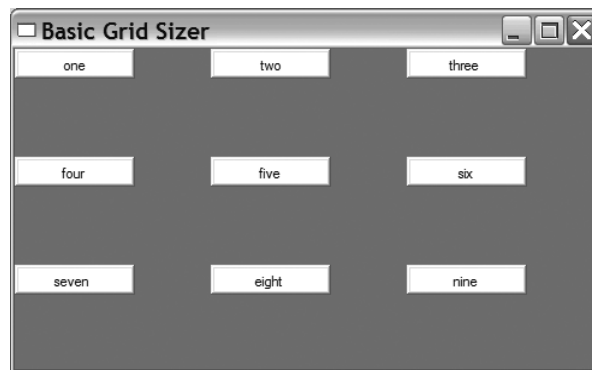 Basic Grid Sizer
one two three
four five six
seven eight nine